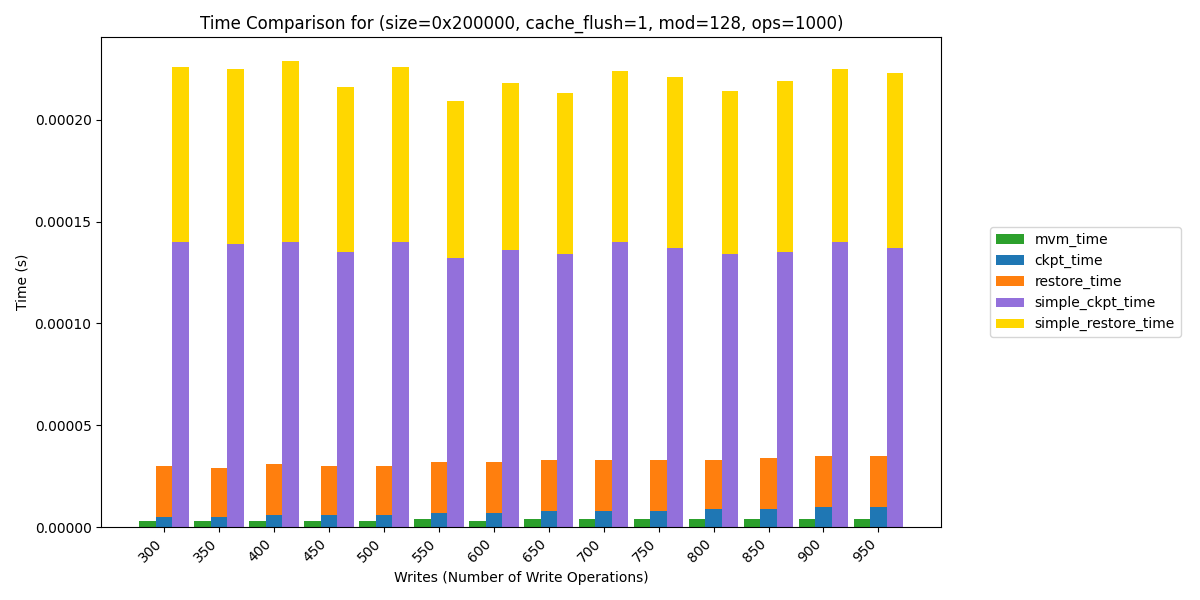 Time Comparison for (size=0x200000, cache_flush=1, mod=128, ops=1000)
Time (s)
0.00020
0.00015
0.00010
0.00005
0.00000
300 350 400 450 500 550 600 650 700 750 800 850 900 950
Writes (Number of Write Operations)
mvm_time
ckpt_time
restore_time
simple_ckpt_time
simple_restore_time